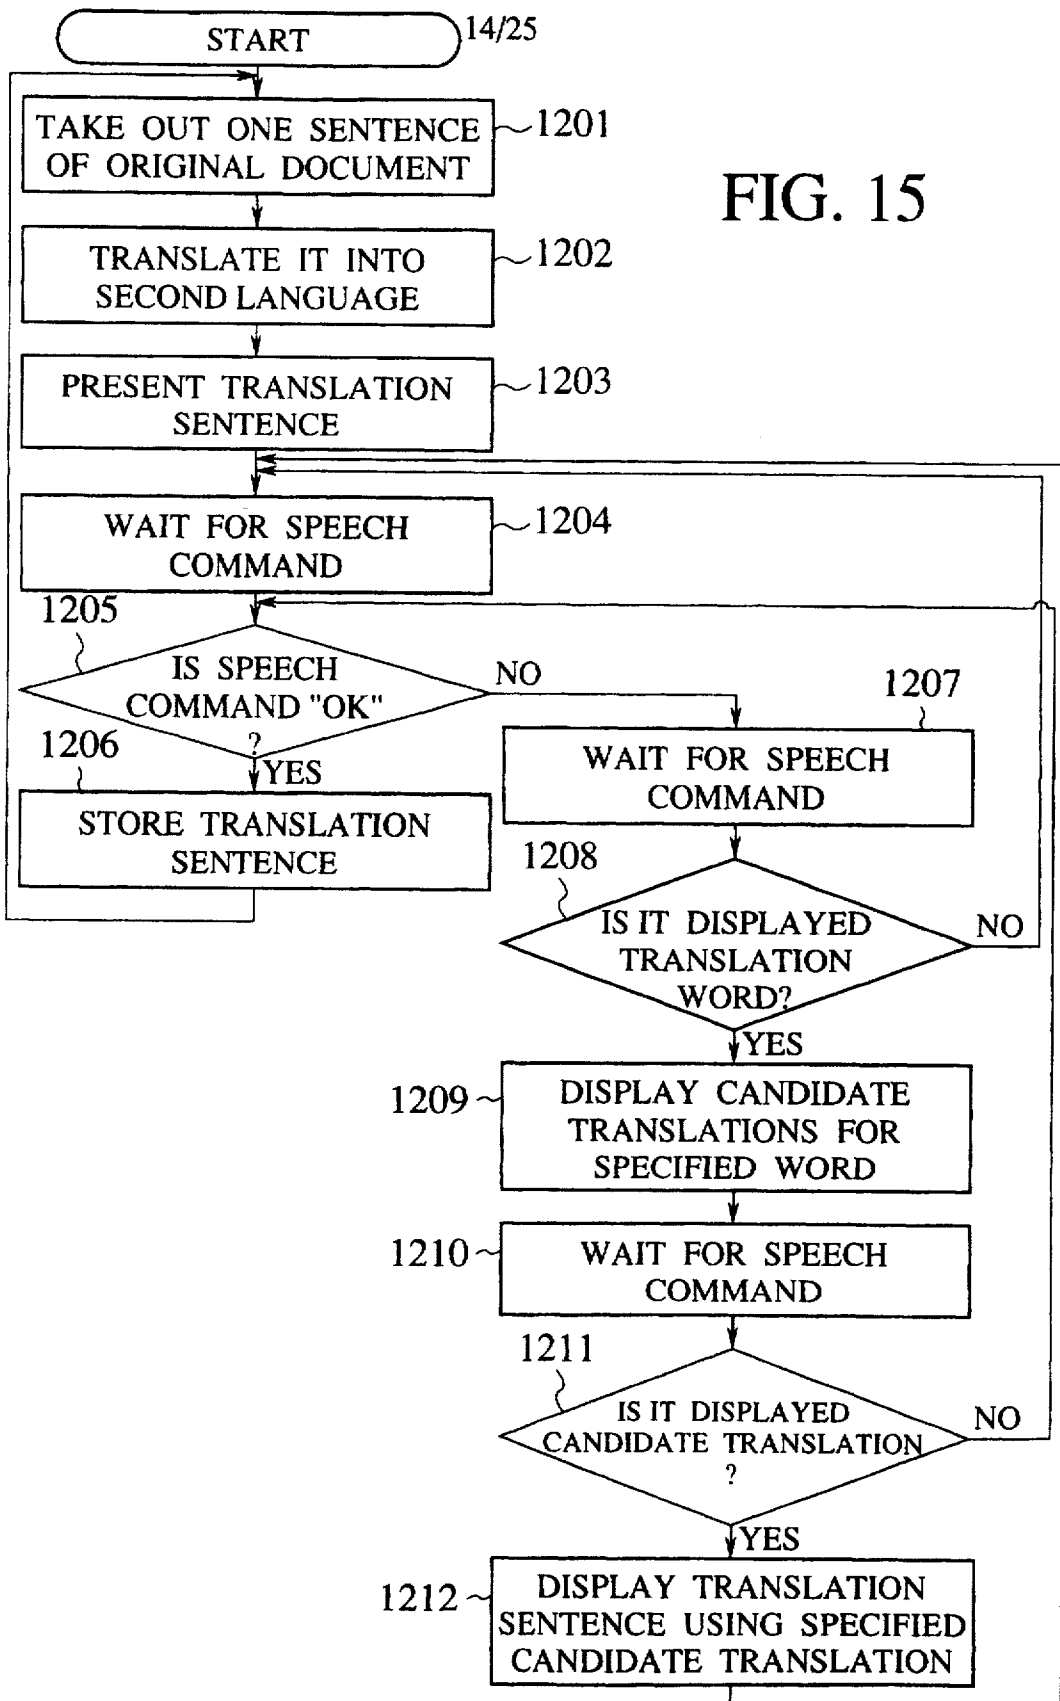 START
14/25
TAKE OUT ONE SENTENCE
OF ORIGINAL DOCUMENT
1201
FIG. 15
TRANSLATE IT INTO
SECOND LANGUAGE
1202
PRESENT TRANSLATION
SENTENCE
1203
WAIT FOR SPEECH
COMMAND
1204
1205
IS SPEECH
COMMAND "OK"
?
NO
YES
1206
STORE TRANSLATION
SENTENCE
1207
WAIT FOR SPEECH
COMMAND
1208
IS IT DISPLAYED
TRANSLATION
WORD?
NO
YES
1209
DISPLAY CANDIDATE
TRANSLATIONS FOR
SPECIFIED WORD
1210
WAIT FOR SPEECH
COMMAND
1211
IS IT DISPLAYED
CANDIDATE TRANSLATION
?
NO
YES
1212
DISPLAY TRANSLATION
SENTENCE USING SPECIFIED
CANDIDATE TRANSLATION